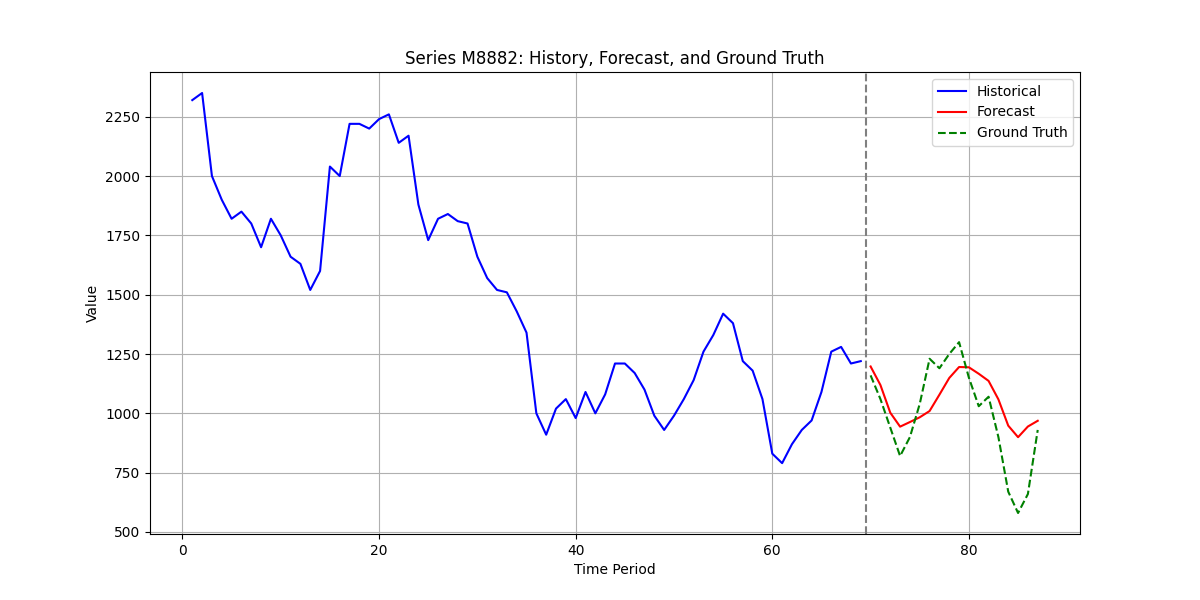 Series M8882: History, Forecast, and Ground Truth
Historical
Forecast
Ground Truth
Value
2250
2000
1750
1500
1250
1000
750
500
0 20 40 60 80
Time Period